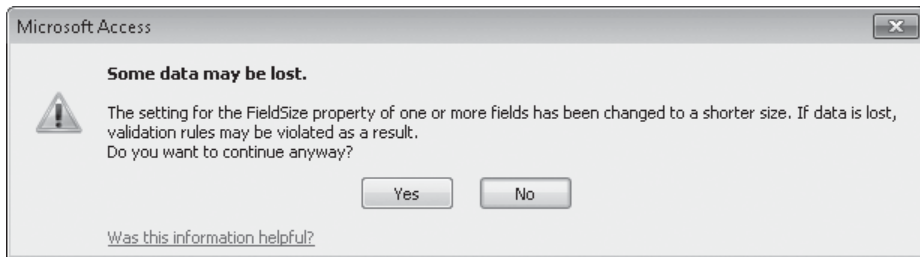 Microsoft Access
Some data may be lost.
The setting for the FieldSize property of one or more fields has been changed to a shorter size. If data is lost,
validation rules may be violated as a result.
Do you want to continue anyway?
Yes No
Was this information helpful?